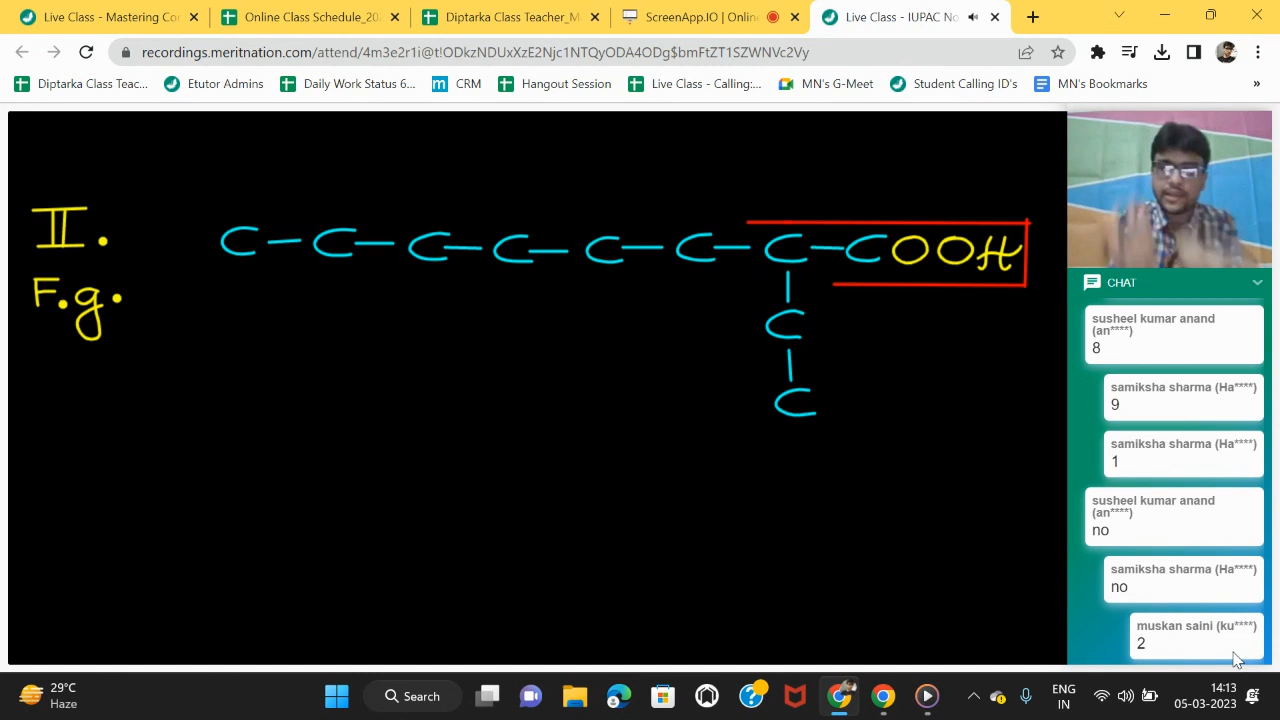 Live Class - Mastering Cor
Online Class Schedule_202
Diptarka Class Teacher_M
ScreenApp.IO | Online
Live Class - IUPAC No
recordings.meritnation.com/attend/4m3e2r1i@t!ODkzNDUxXzE2Njc1NTQyODA4ODg$bmFtZT1SZWNVc2Vy
Diptarka Class Teac...
Etutor Admins
Daily Work Status 6...
CRM
Hangout Session
Live Class - Calling:...
MN's G-Meet
Student Calling ID's
MN's Bookmarks
»
II.
F.g.
C - C - C - C - C - C - C - COOH
C
C
CHAT
susheel kumar anand
(an****)
8
samiksha sharma (Ha****)
9
samiksha sharma (Ha****)
1
susheel kumar anand
(an****)
no
samiksha sharma (Ha****)
no
muskan saini (ku****)
2
29°C
Haze
Search
ENG
IN
14:13
05-03-2023